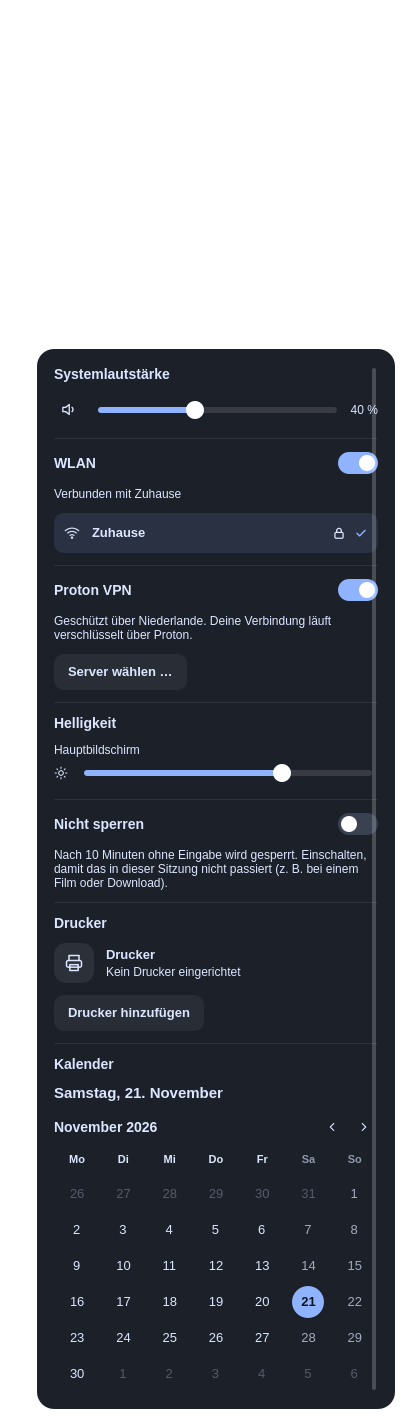 Systemlautstärke
40 %
WLAN
Verbunden mit Zuhause
Zuhause
Proton VPN
Geschützt über Niederlande. Deine Verbindung läuft
verschlüsselt über Proton.
Server wählen …
Helligkeit
Hauptbildschirm
Nicht sperren
Nach 10 Minuten ohne Eingabe wird gesperrt. Einschalten,
damit das in dieser Sitzung nicht passiert (z. B. bei einem
Film oder Download).
Drucker
Drucker
Kein Drucker eingerichtet
Drucker hinzufügen
Kalender
Samstag, 21. November
November 2026
Mo Di Mi Do Fr Sa So
26 27 28 29 30 31 1
2 3 4 5 6 7 8
9 10 11 12 13 14 15
16 17 18 19 20 21 22
23 24 25 26 27 28 29
30 1 2 3 4 5 6